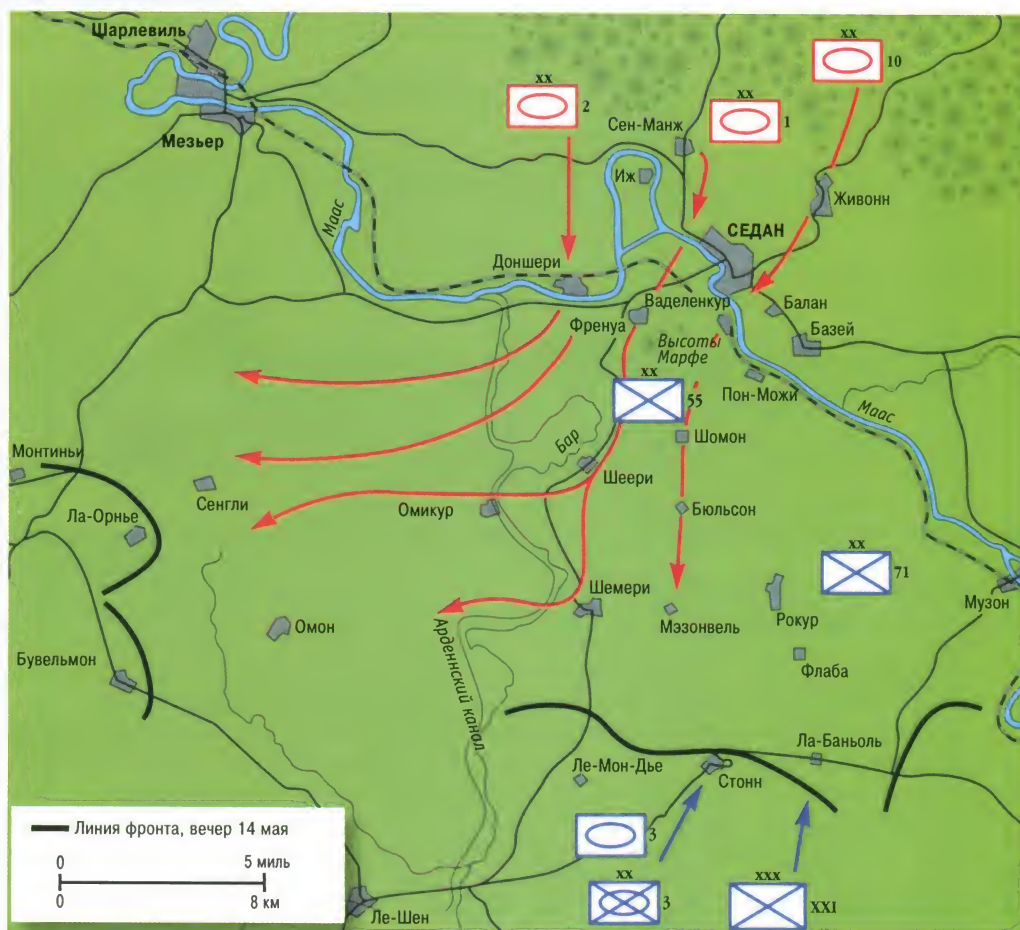 Шарлевиль
Мезьер
Маас
xx
2
xx
1
xx
10
Сен-Манж
Иж
Живонн
СЕДАН
Доншери
Ваделенкур
Балан
Френуа
Базей
Высоты
Марфе
xx
55
Пон-Можи
Маас
Шомон
Бар
Шеери
Монтиньи
Сенгли
Омикур
Бюльсон
Ла-Орнье
xx
71
Шемери
Мэзонвель
Рокур
Музон
Омон
Флаба
Бувельмон
Арденнский канал
Ла-Баньоль
Ле-Мон-Дье
Стонн
3
xx
3
xxx
XXI
Ле-Шен
Линия фронта, вечер 14 мая
0 5 миль
0 8 км